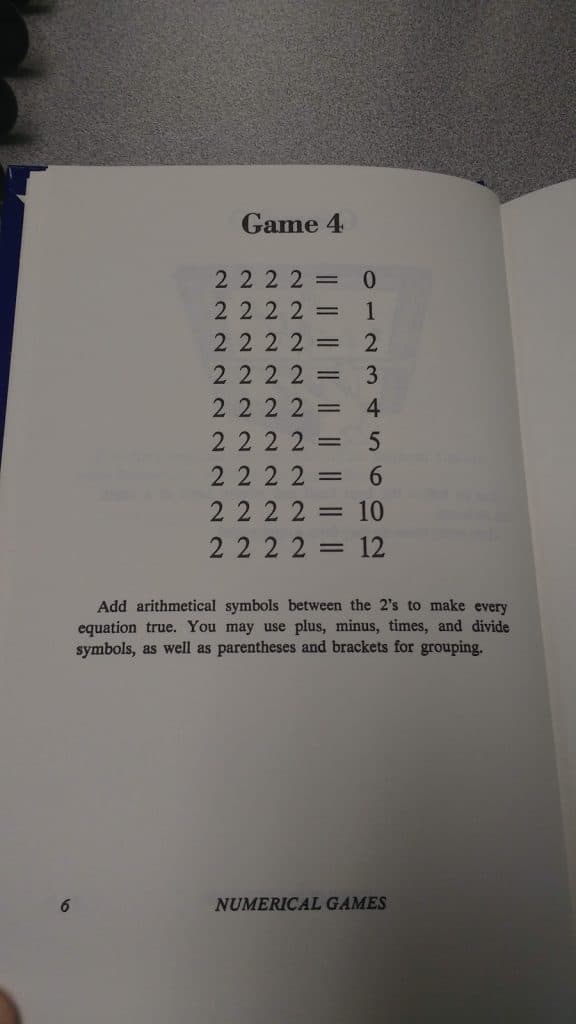 Game 4
2 2 2 2 = 0
2 2 2 2 = 1
2 2 2 2 = 2
2 2 2 2 = 3
2 2 2 2 = 4
2 2 2 2 = 5
2 2 2 2 = 6
2 2 2 2 = 10
2 2 2 2 = 12
Add arithmetical symbols between the 2's to make every
equation true. You may use plus, minus, times, and divide
symbols, as well as parentheses and brackets for grouping.
6 NUMERICAL GAMES